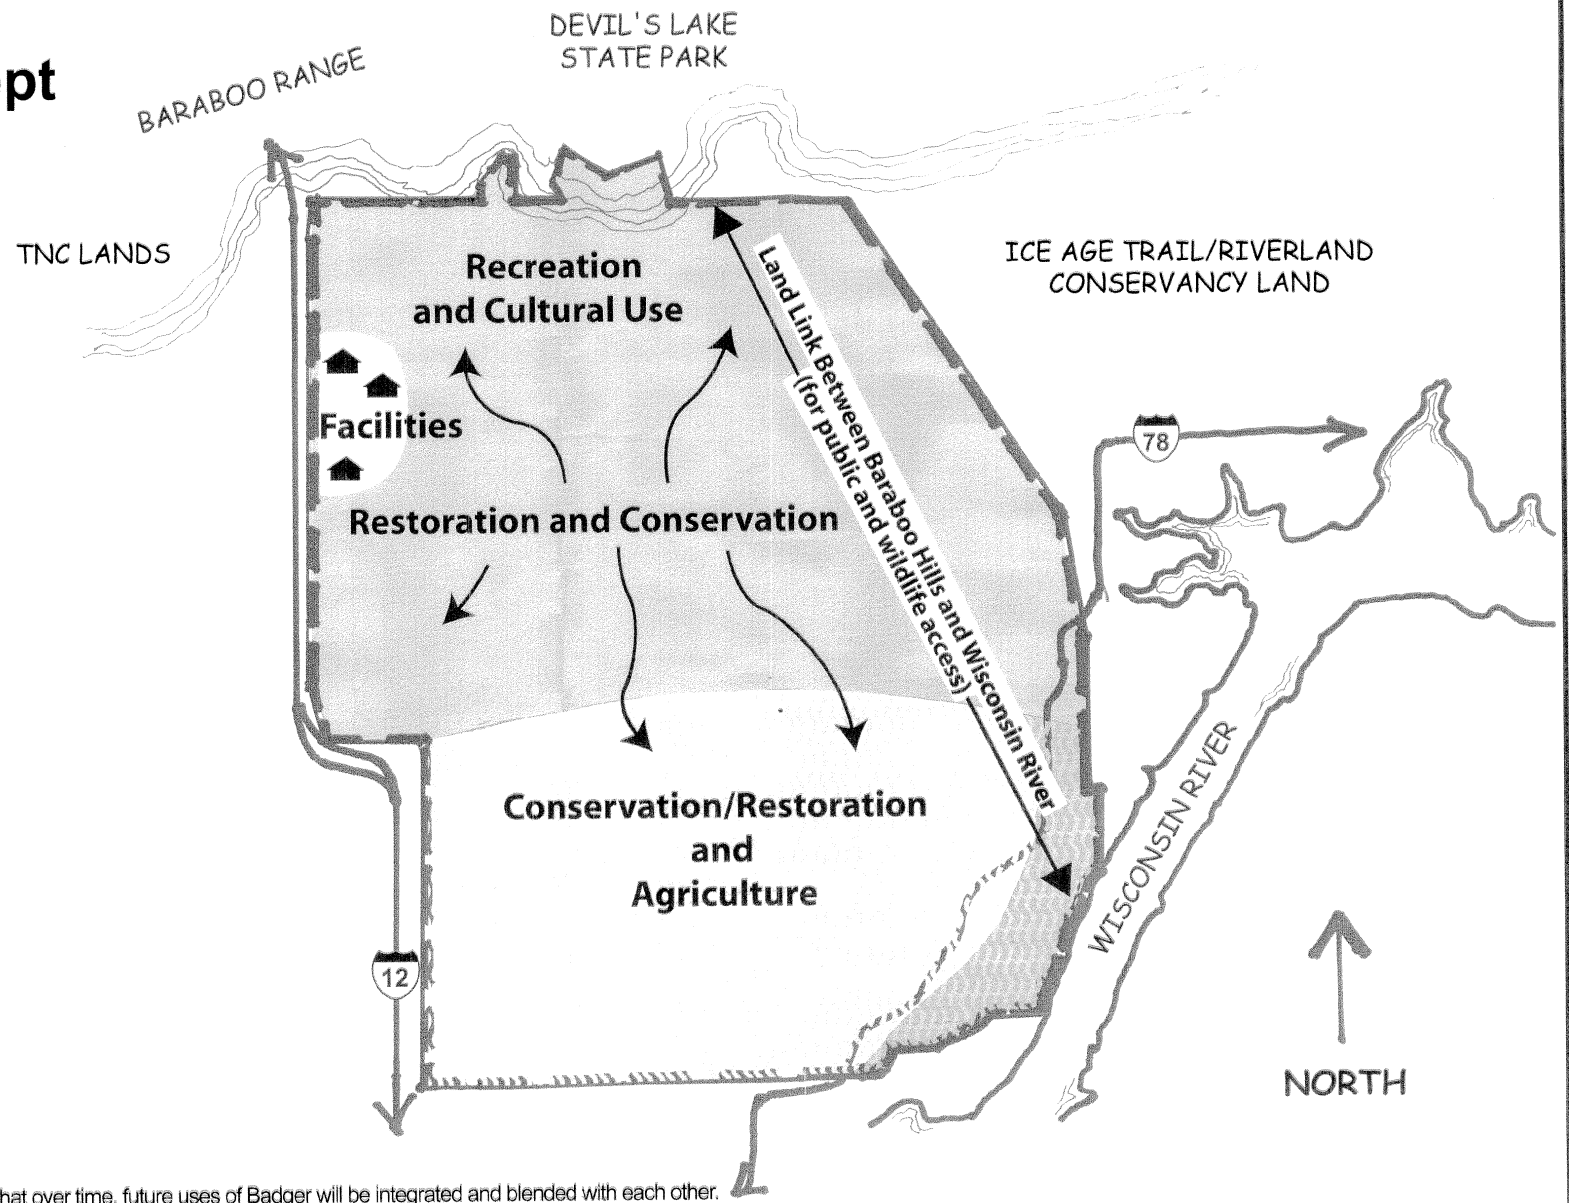 pt
DEVIL'S LAKE
STATE PARK
BARABOO RANGE
TNC LANDS
Recreation
and Cultural Use
ICE AGE TRAIL/RIVERLAND
CONSERVANCY LAND
Land Link Between Baraboo Hills and Wisconsin River
(for public and wildlife access)
Facilities
78
Restoration and Conservation
Conservation/Restoration
and
Agriculture
WISCONSIN RIVER
12
NORTH
hat over time, future uses of Badger will be integrated and blended with each other.